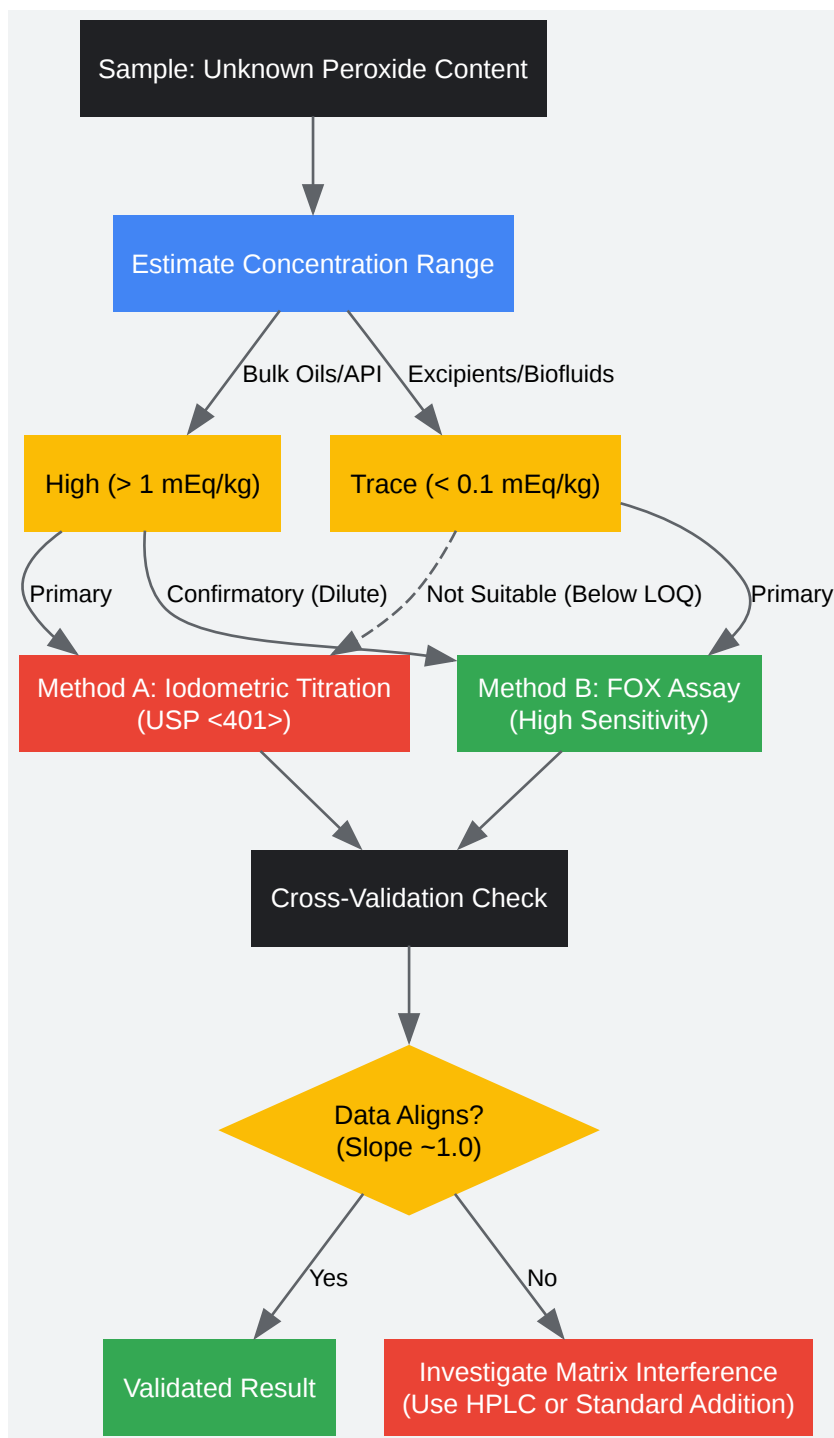 Sample: Unknown Peroxide Content
Estimate Concentration Range
Bulk Oils/API
Excipients/Biofluids
High (> 1 mEq/kg)
Trace (< 0.1 mEq/kg)
Primary
Confirmatory (Dilute)
Not Suitable (Below LOQ)
Primary
Method A: Iodometric Titration
(USP <401>)
Method B: FOX Assay
(High Sensitivity)
Cross-Validation Check
Data Aligns?
(Slope ~1.0)
Yes
No
Validated Result
Investigate Matrix Interference
(Use HPLC or Standard Addition)